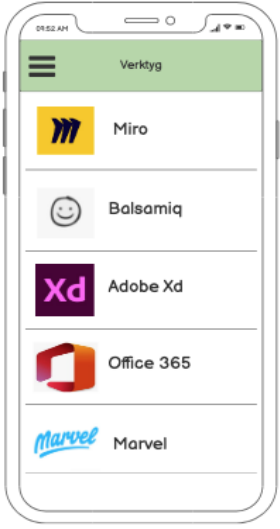 09:52 AM
Verktyg
Miro
Balsamiq
Xd
Adobe Xd
Office 365
Marvel
Marvel